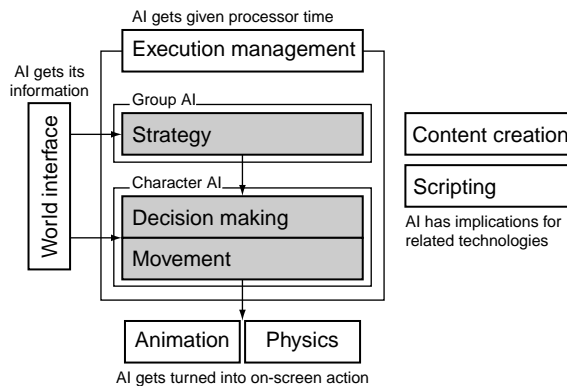 AI gets given processor time
Execution management
AI gets its
information
World interface
Group AI
Strategy
Character AI
Decision making
Movement
Content creation
Scripting
AI has implications for
related technologies
Animation
Physics
AI gets turned into on-screen action